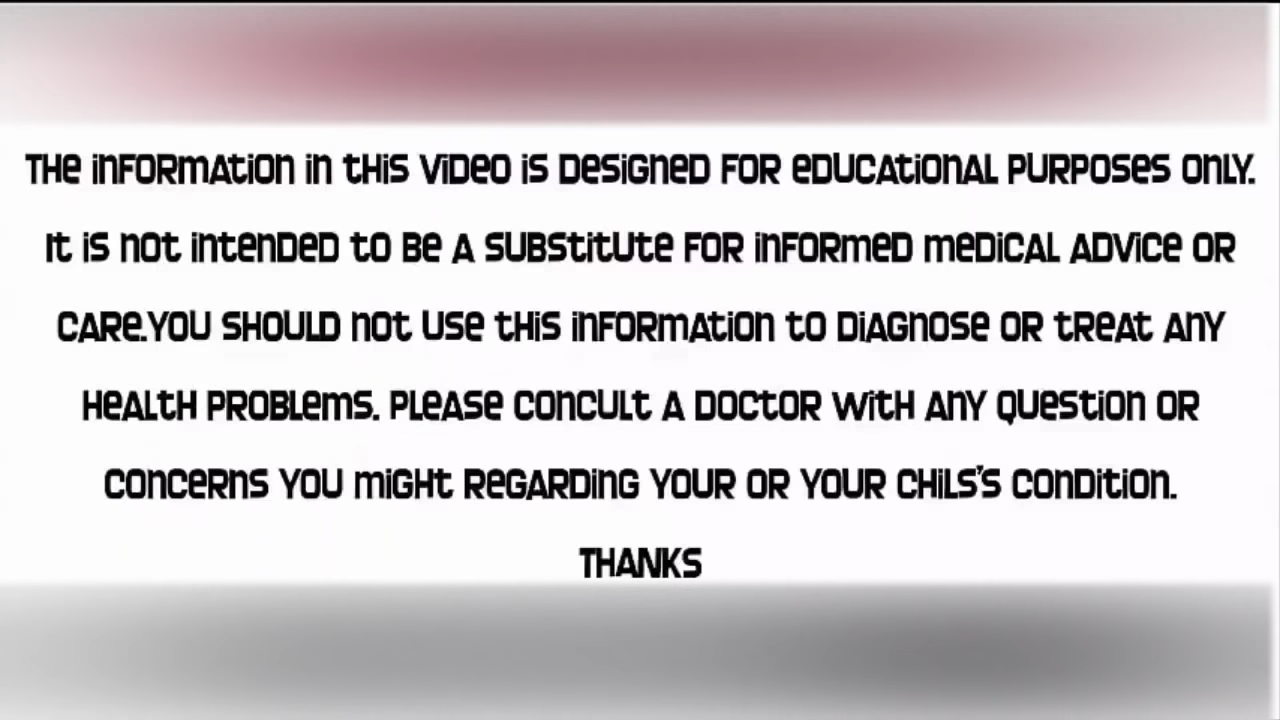 THE INFORMATION IN THIS VIDEO IS DESIGNED FOR EDUCATIONAL PURPOSES ONLY.
IT IS NOT INTENDED TO BE A SUBSTITUTE FOR INFORMED MEDICAL ADVICE OR
CARE.YOU SHOULD NOT USE THIS INFORMATION TO DIAGNOSE OR TREAT ANY
HEALTH PROBLEMS. PLEASE CONCULT A DOCTOR WITH ANY QUESTION OR
CONCERNS YOU MIGHT REGARDING YOUR OR YOUR CHILS'S CONDITION.
THANKS